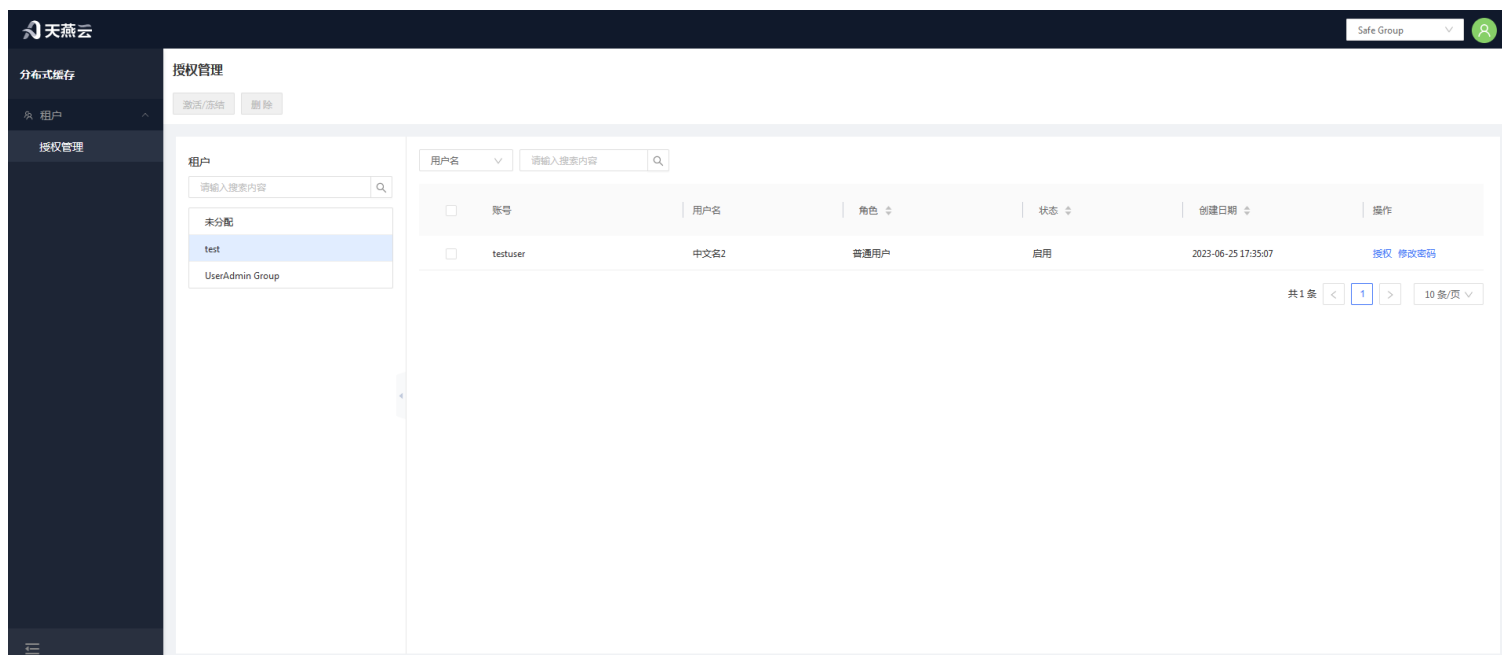 天燕云
Safe Group
分布式缓存
租户
授权管理
授权管理
激活/冻结 删 除
租户
请输入搜索内容
未分配
test
UserAdmin Group
用户名 请输入搜索内容
账号 用户名 角色 状态 创建日期 操作
testuser 中文名2 普通用户 启用 2023-06-25 17:35:07 授权 修改密码
共1条 < 1 > 10 条/页